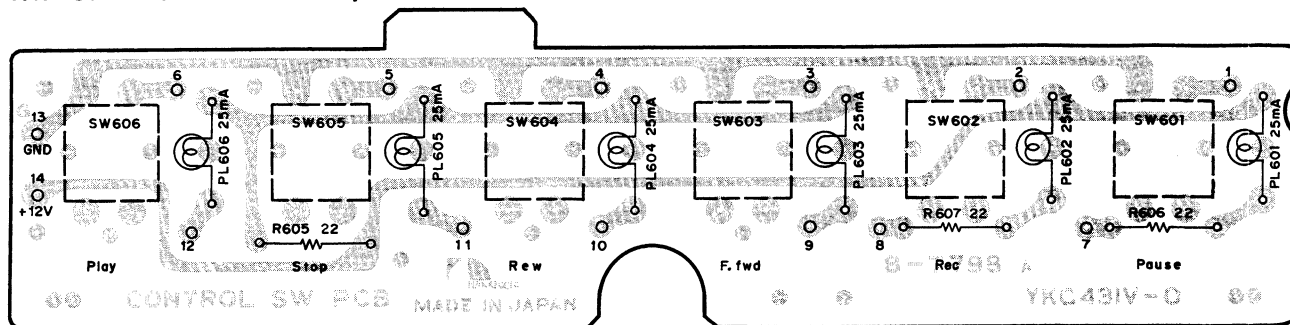 6 5 4 3 2 1
13 SW606 PL606 25mA SW605 PL605 25mA SW604 PL604 25mA SW603 PL603 25mA SW602 PL602 25mA SW601 PL601 25mA
GND
14
+12V
12 R605 22 11 10 9 8 R607 22 7 R606 22
Play Stop Rew F.fwd Rec Pause
CONTROL SW PCB MADE IN JAPAN YKC431V-0